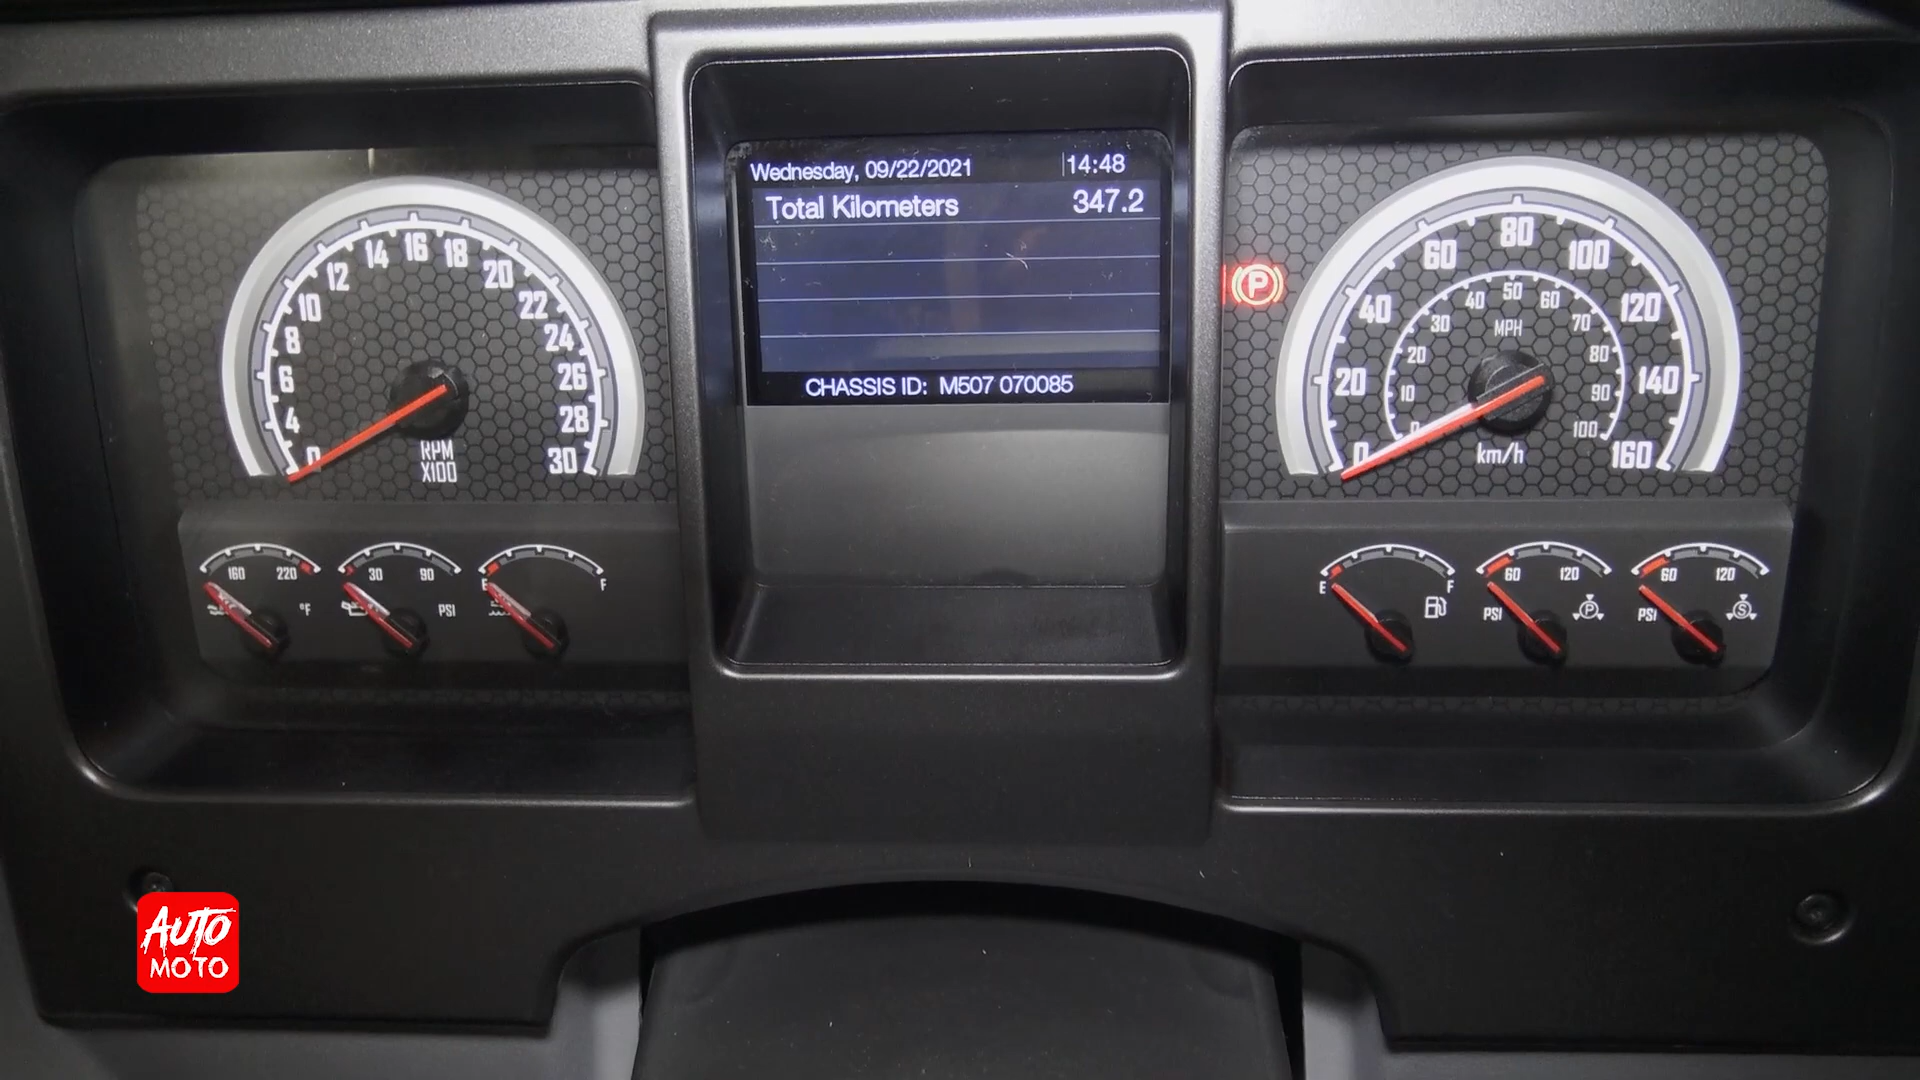 Wednesday, 09/22/2021 14:48
Total Kilometers 347.2
CHASSIS ID: M507 070085
0 4 6 8 10 12 14 16 18 20 22 24 26 28 30
RPM
X100
0 20 40 60 80 100 120 140 160
km/h
0 10 20 30 40 50 60 70 80 90 100
MPH
P
160 220
°F
30 90
PSI
E F
E F
60 120
PSI P
60 120
PSI S
AUTO
MOTO